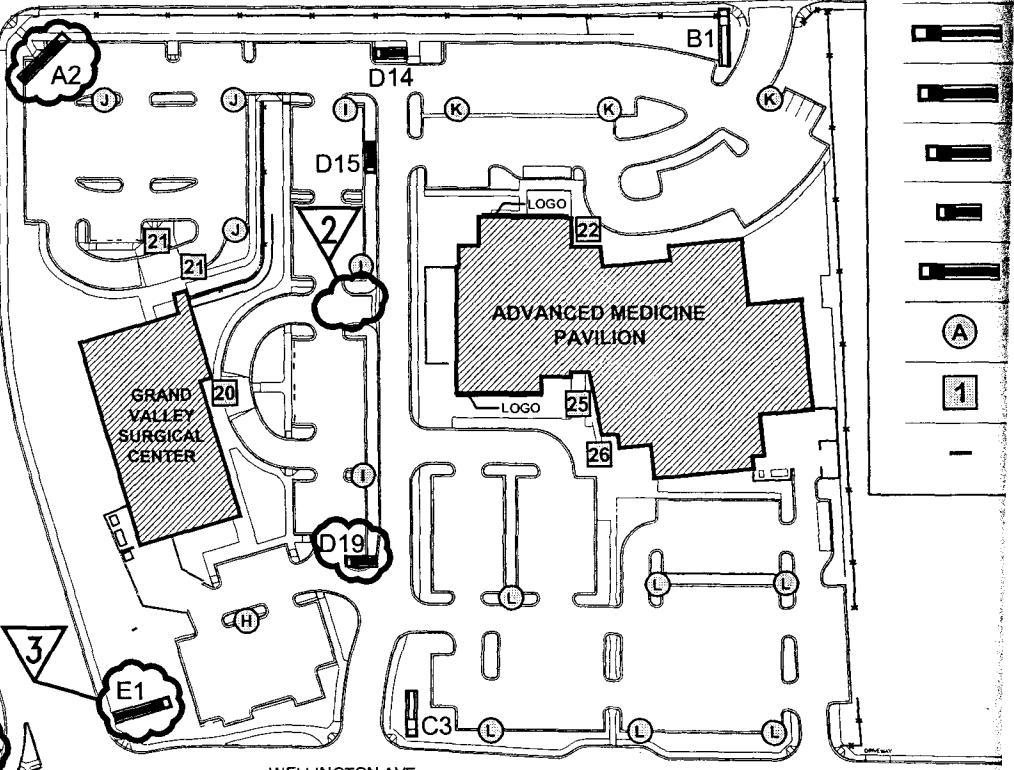 B1
A2
D14
J
J
I
K
K
K
D15
LOGO
2
21
22
J
21
I
ADVANCED MEDICINE
PAVILION
A
GRAND
VALLEY
SURGICAL
CENTER
20
LOGO
25
1
26
I
D19
L
L
L
H
3
E1
C3
L
L
L
DRIVEWAY
WELLINGTON AVE